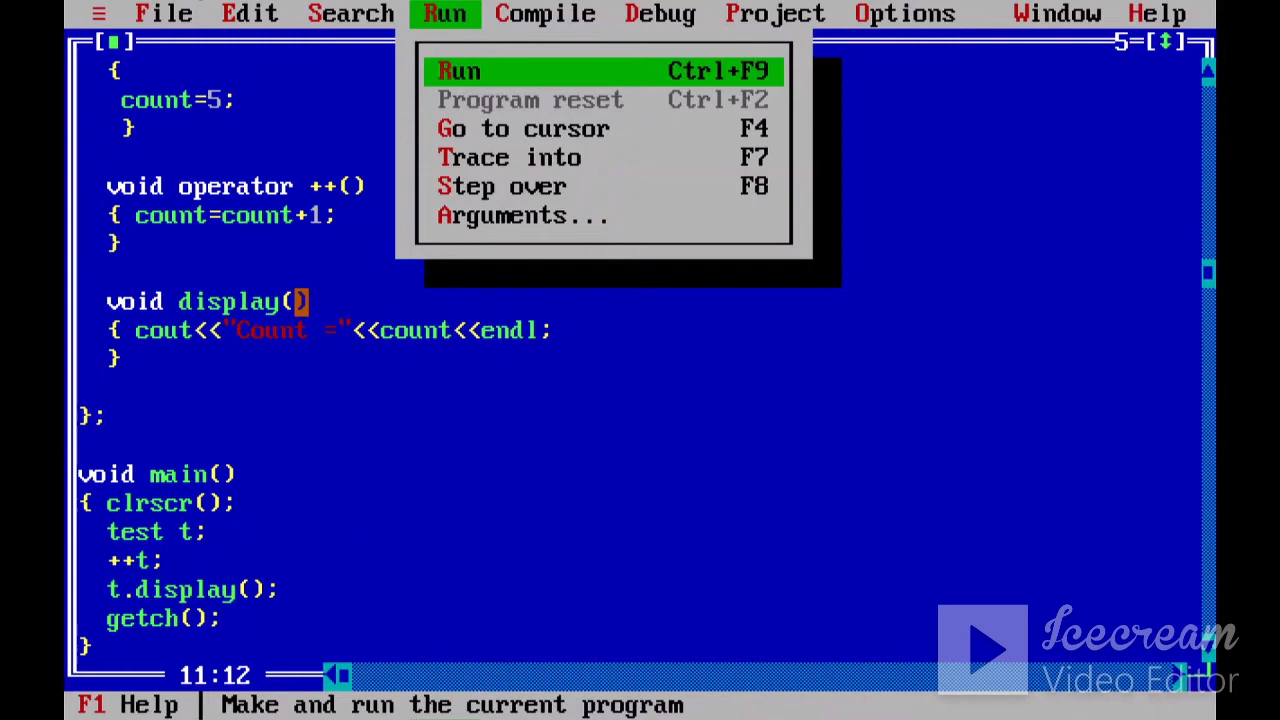 ≡ File Edit Search Run Compile Debug Project Options Window Help
[■] 5=[↕]
Run Ctrl+F9
Program reset Ctrl+F2
Go to cursor F4
Trace into F7
Step over F8
Arguments...
{
count=5;
}
void operator ++()
{ count=count+1;
}
void display()
{ cout<<"Count ="<<count<<endl;
}
};
void main()
{ clrscr();
test t;
++t;
t.display();
getch();
}
11:12
F1 Help | Make and run the current program
Icecream
Video Editor